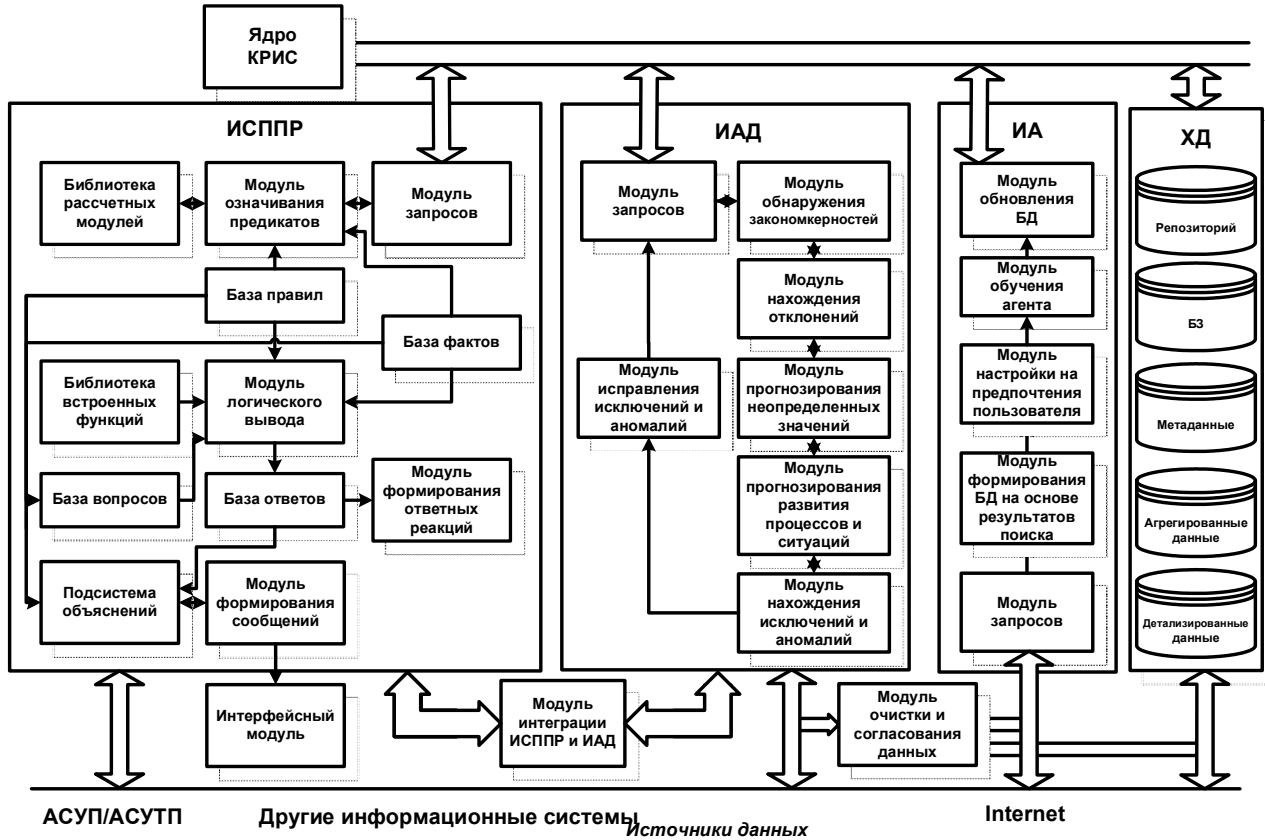 Ядро
КРИС
ИСППР
Библиотека
рассчетных
модулей
Модуль
означивания
предикатов
Модуль
запросов
База правил
База фактов
Библиотека
встроенных
функций
Модуль
логического
вывода
База вопросов
База ответов
Модуль
формирования
ответных
реакций
Подсистема
объяснений
Модуль
формирования
сообщений
Интерфейсный
модуль
ИАД
Модуль
запросов
Модуль
обнаружения
закономкерностей
Модуль
нахождения
отклонений
Модуль
исправления
исключений и
аномалий
Модуль
прогнозирования
неопределенных
значений
Модуль
прогнозирования
развития
процессов и
ситуаций
Модуль
нахождения
исключений и
аномалий
Модуль
интеграции
ИСППР и ИАД
Модуль
очистки и
согласования
данных
ИА
Модуль
обновления
БД
Модуль
обучения
агента
Модуль
настройки на
предпочтения
пользователя
Модуль
формирования
БД на основе
результатов
поиска
Модуль
запросов
ХД
Репозиторий
БЗ
Метаданные
Агрегированные
данные
Детализированные
данные
АСУП/АСУТП
Другие информационные системы
Internet
Источники данных